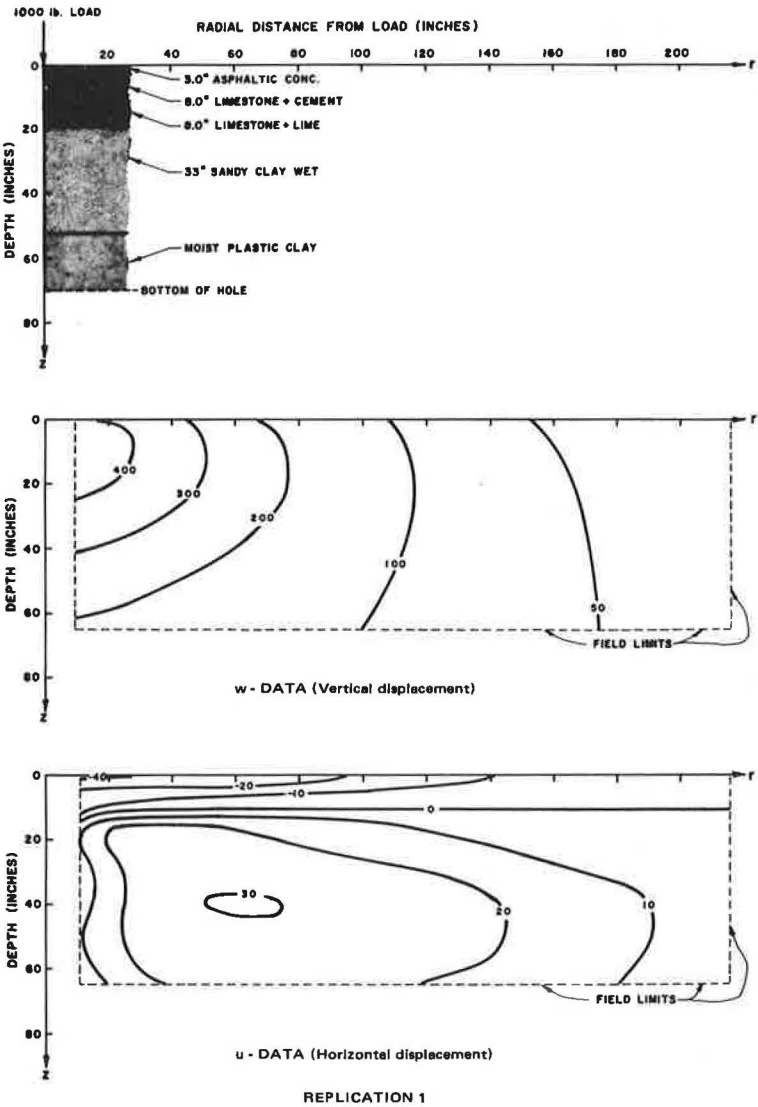 1000 lb. LOAD
RADIAL DISTANCE FROM LOAD (INCHES)
0 20 40 60 80 100 120 140 160 180 200 r
3.0" ASPHALTIC CONC.
8.0" LIMESTONE + CEMENT
8.0" LIMESTONE + LIME
33" SANDY CLAY WET
MOIST PLASTIC CLAY
BOTTOM OF HOLE
DEPTH (INCHES)
0
20
40
60
80
z
r
400
300
200
100
50
FIELD LIMITS
DEPTH (INCHES)
0
20
40
60
80
z
w - DATA (Vertical displacement)
r
-40
-20
-10
0
30
20
10
FIELD LIMITS
DEPTH (INCHES)
0
20
40
60
80
z
u - DATA (Horizontal displacement)
REPLICATION 1